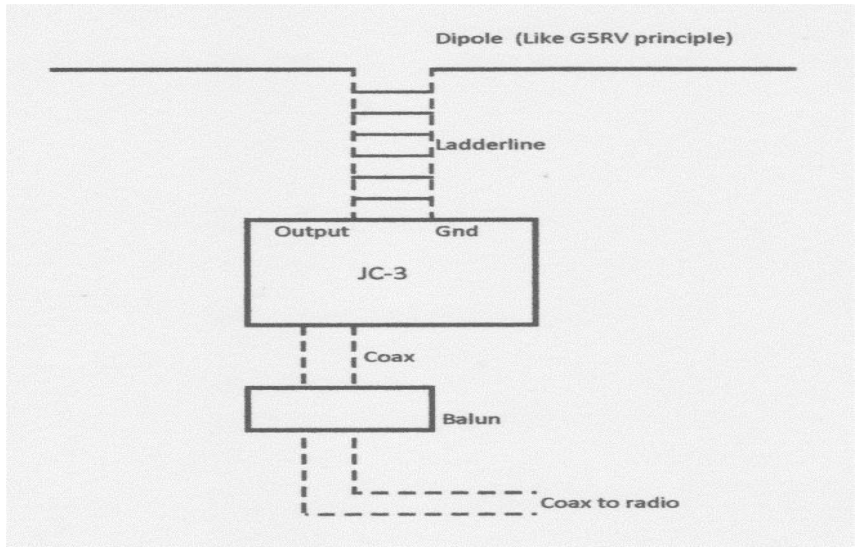 Dipole (Like G5RV principle)
Ladderline
Output Gnd
JC-3
Coax
Balun
Coax to radio